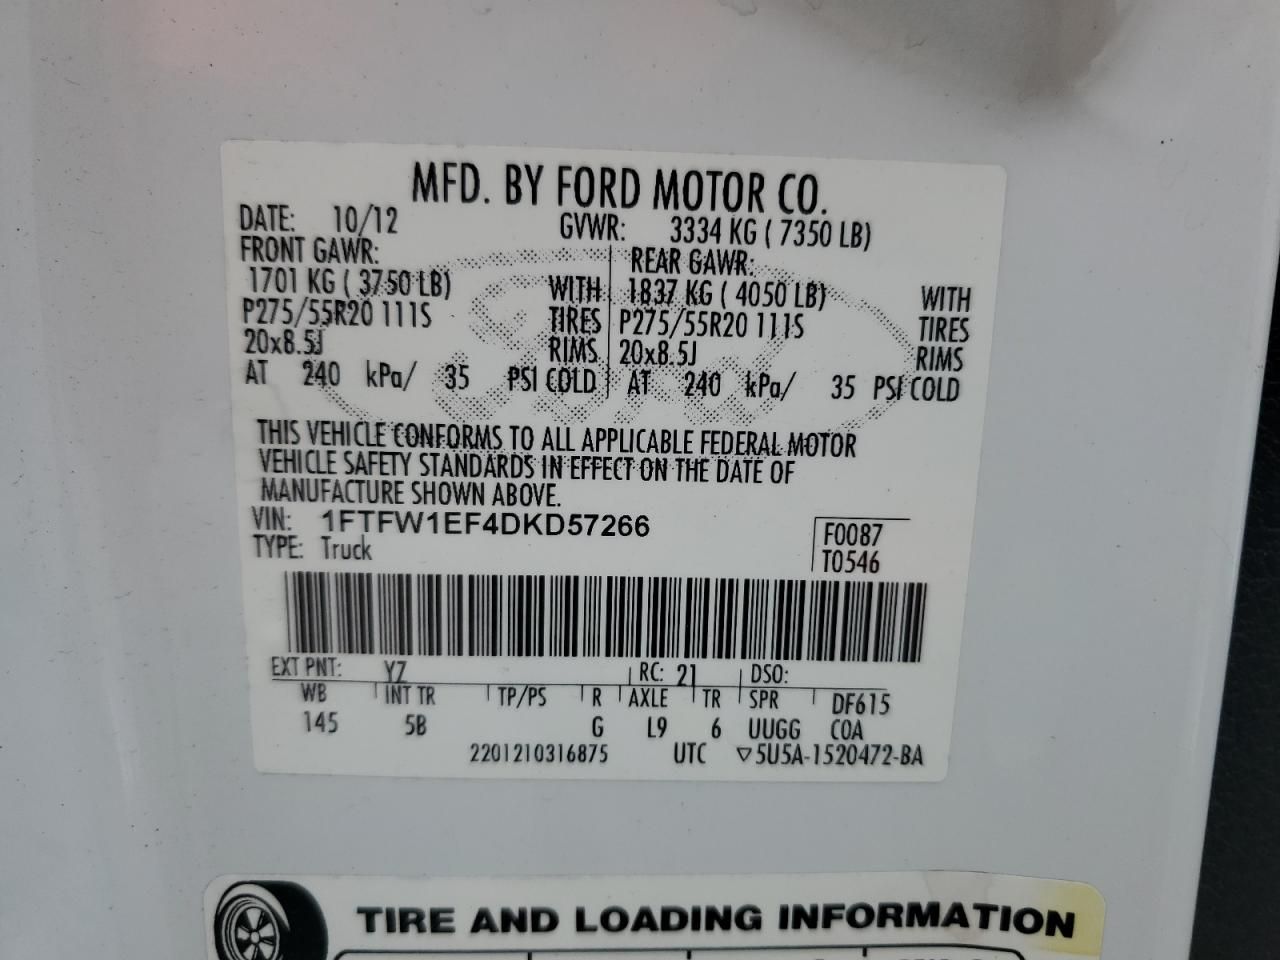 MFD. BY FORD MOTOR CO.
DATE: 10/12 GVWR: 3334 KG ( 7350 LB)
FRONT GAWR: REAR GAWR:
1701 KG ( 3750 LB) WITH 1837 KG ( 4050 LB) WITH
P275/55R20 111S TIRES P275/55R20 111S TIRES
20x8.5J RIMS 20x8.5J RIMS
AT 240 kPa/ 35 PSI COLD AT 240 kPa/ 35 PSI COLD
THIS VEHICLE CONFORMS TO ALL APPLICABLE FEDERAL MOTOR
VEHICLE SAFETY STANDARDS IN EFFECT ON THE DATE OF
MANUFACTURE SHOWN ABOVE.
VIN: 1FTFW1EF4DKD57266 F0087
TYPE: Truck T0546
EXT PNT: YZ RC: 21 DSO:
WB INT TR TP/PS R AXLE TR SPR DF615
145 5B G L9 6 UUGG COA
2201210316875 UTC ▽5U5A-1520472-BA
TIRE AND LOADING INFORMATION